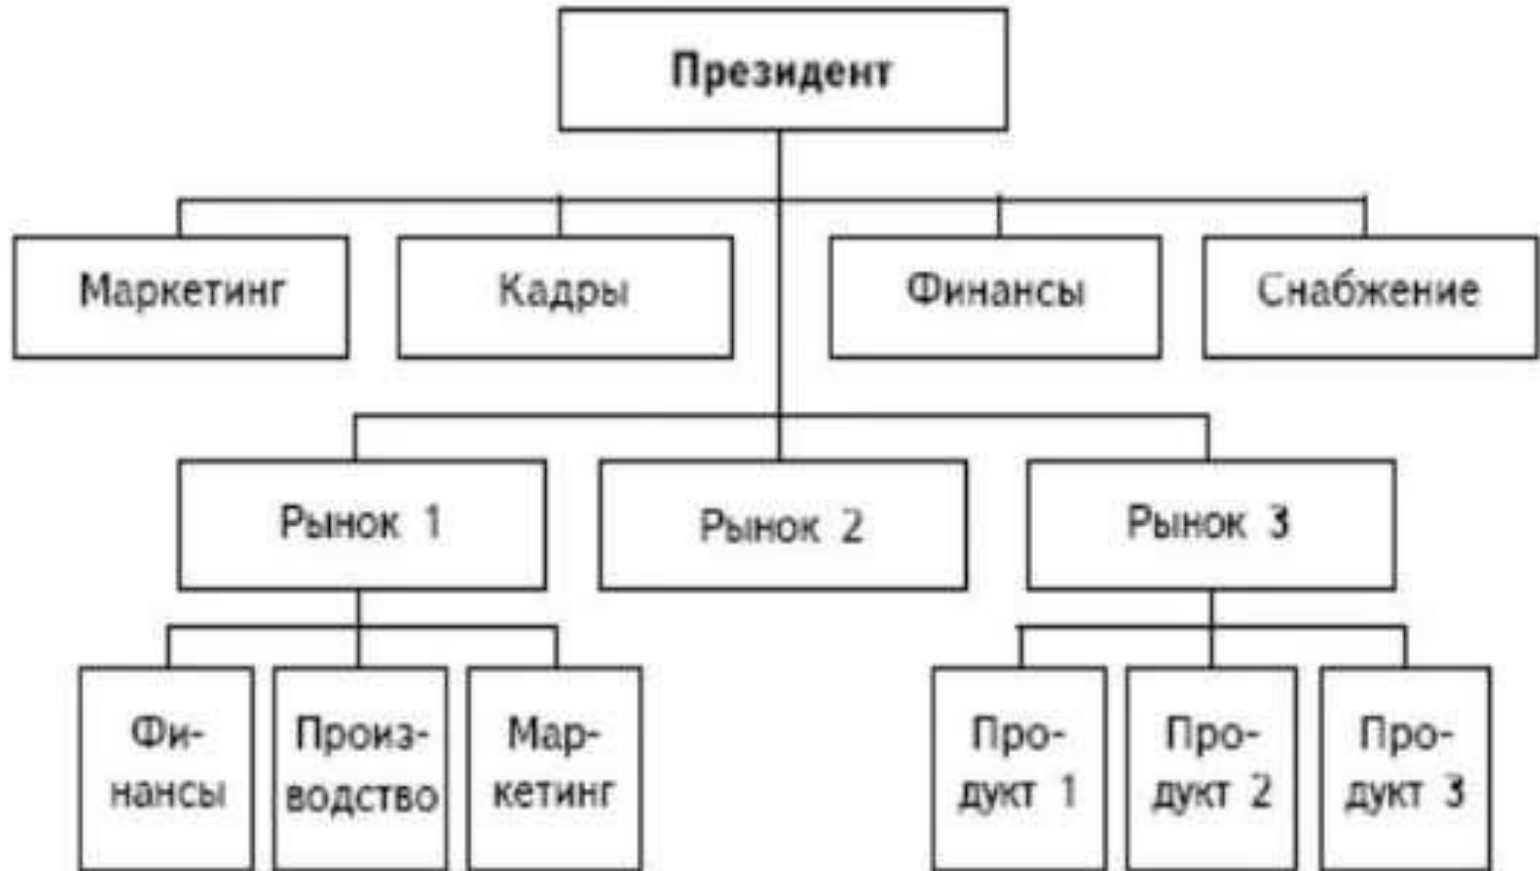 Президент
Маркетинг
Кадры
Финансы
Снабжение
Рынок 1
Рынок 2
Рынок 3
Фи-
нансы
Произ-
водство
Мар-
кетинг
Про-
дукт 1
Про-
дукт 2
Про-
дукт 3